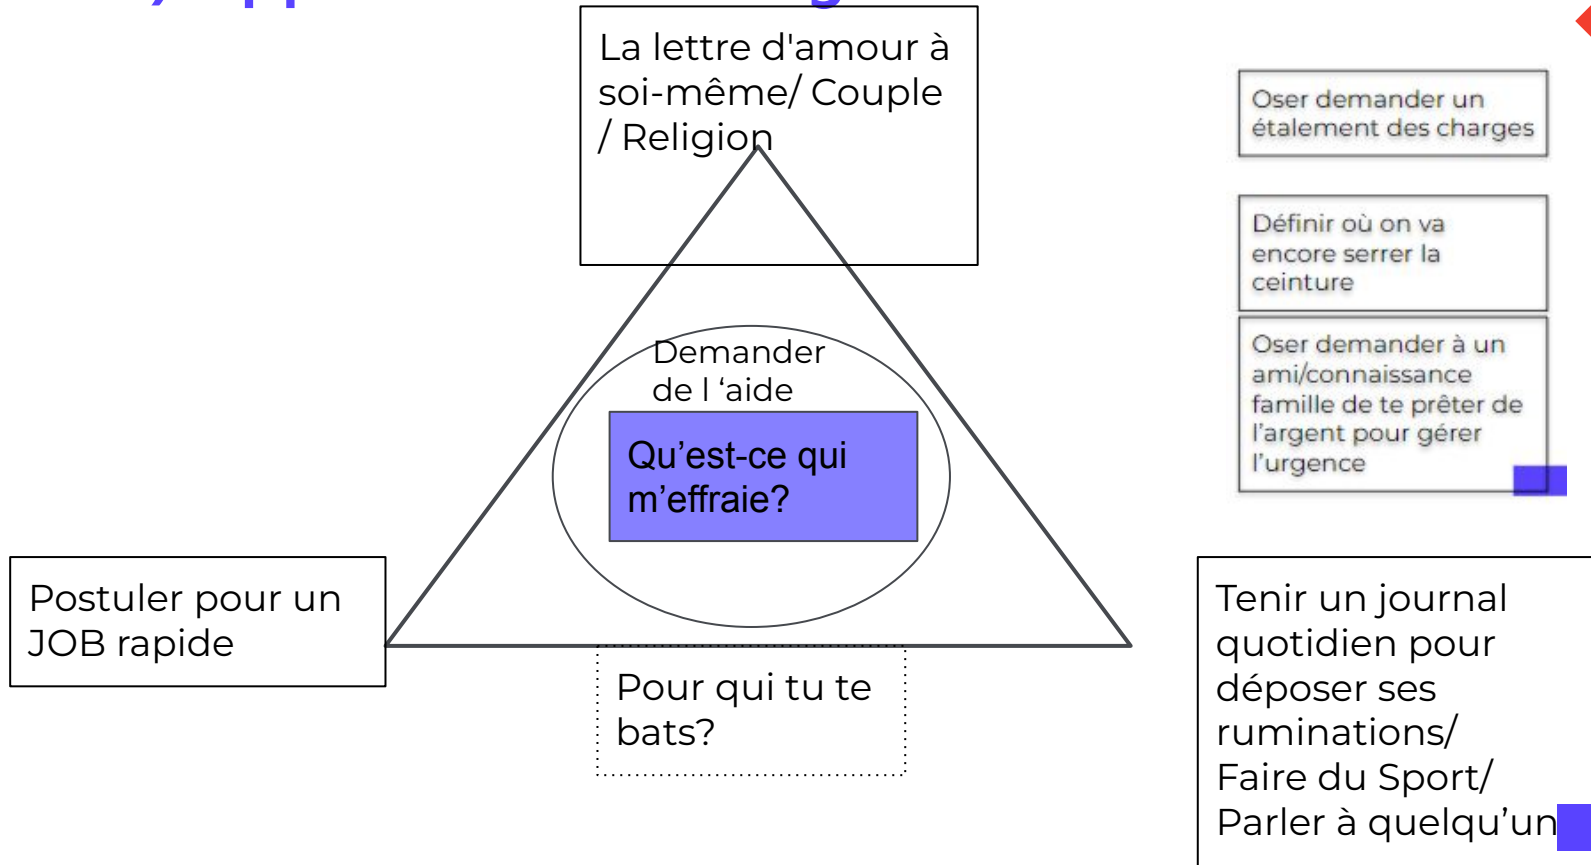 La lettre d'amour à
soi-même/ Couple
/ Religion
Oser demander un
étalement des charges
Définir où on va
encore serrer la
ceinture
Oser demander à un
ami/connaissance
famille de te prêter de
l'argent pour gérer
l'urgence
Demander
de l ‘aide
Qu’est-ce qui
m’effraie?
Postuler pour un
JOB rapide
Pour qui tu te
bats?
Tenir un journal
quotidien pour
déposer ses
ruminations/
Faire du Sport/
Parler à quelqu’un